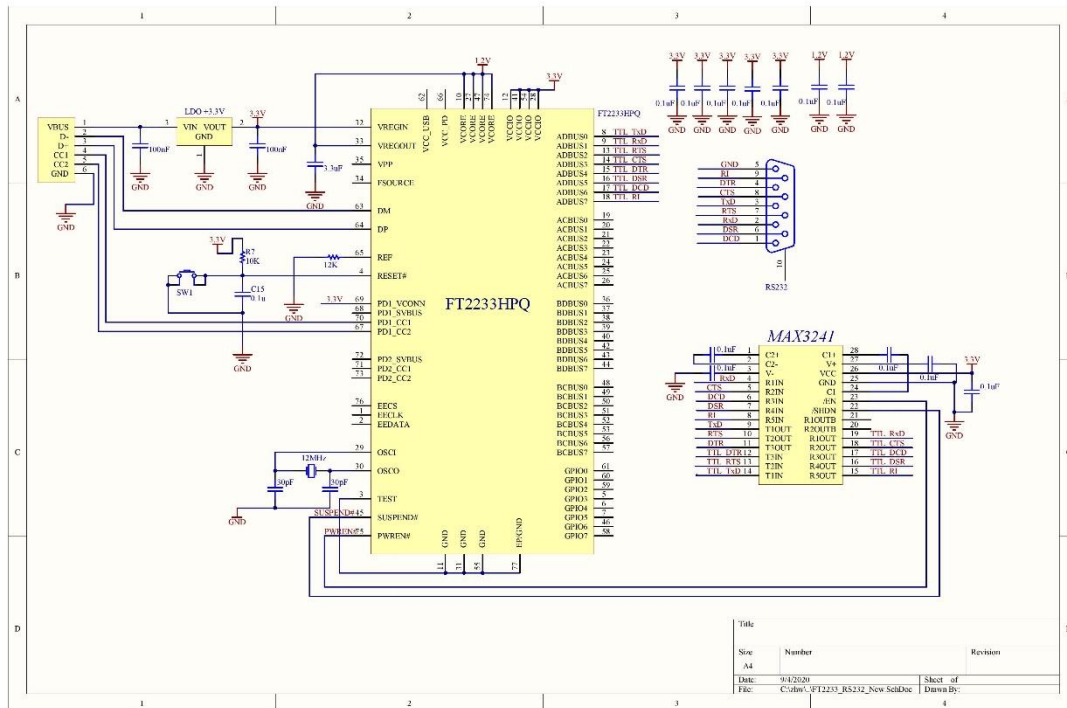 1 2 3 4
A
B
C
D
VBUS 1
D- 2
D+ 3
CC1 4
CC2 5
GND 6
GND
100nF
GND
LDO +3.3V
3 VIN VOUT 2
GND
1
GND
3.3V
100nF
GND
3.3uF
GND
1.2V
3.3V
62 VCC_USB
66 VCC_PD
10 VCORE
27 VCORE
47 VCORE
74 VCORE
12 VCCIO
VCCIO
54 VCCIO
28 VCCIO
FT2233HPQ
32 VREGIN
33 VREGOUT
35 VPP
34 FSOURCE
63 DM
64 DP
65 REF
4 RESET#
69 PD1_VCONN
68 PD1_SVBUS
70 PD1_CC1
67 PD1_CC2
72 PD2_SVBUS
71 PD2_CC1
73 PD2_CC2
76 EECS
1 EECLK
2 EEDATA
29 OSCI
30 OSCO
3 TEST
SUSPEND# 45 SUSPEND#
PWREN# 75 PWREN#
FT2233HPQ
ADBUS0 8 TTL TxD
ADBUS1 9 TTL RxD
ADBUS2 13 TTL RTS
ADBUS3 14 TTL CTS
ADBUS4 15 TTL DTR
ADBUS5 16 TTL DSR
ADBUS6 17 TTL DCD
ADBUS7 18 TTL RI
ACBUS0 19
ACBUS1 20
ACBUS2 21
ACBUS3 22
ACBUS4 23
ACBUS5 24
ACBUS6 25
ACBUS7 26
BDBUS0 36
BDBUS1 37
BDBUS2 38
BDBUS3 39
BDBUS4 40
BDBUS5 42
BDBUS6 43
BDBUS7 44
BCBUS0 48
BCBUS1 49
BCBUS2 50
BCBUS3 51
BCBUS4 52
BCBUS5 53
BCBUS6 56
BCBUS7 57
GPIO0 61
GPIO1 60
GPIO2 59
GPIO3 5
GPIO4 6
GPIO5 7
GPIO6 46
GPIO7 58
GND 11
GND 31
GND 55
EP/GND 77
3.3V
R7
10K
SW1
C15
0.1u
GND
12K
GND
3.3V
12MHz
30pF
30pF
GND
3.3V 3.3V 3.3V 3.3V 3.3V 1.2V 1.2V
0.1uF 0.1uF 0.1uF 0.1uF 0.1uF 0.1uF 0.1uF
GND GND GND GND GND GND GND
GND 5
RI 9
DTR 4
CTS 8
TxD 3
RTS 7
RxD 2
DSR 6
DCD 1
10
RS232
MAX3241
0.1uF
0.1uF
GND
1 C2+
2 C2-
3 V-
RxD 4 R1IN
CTS 5 R2IN
DCD 6 R3IN
DSR 7 R4IN
RI 8 R5IN
TxD 9 T1OUT
RTS 10 T2OUT
DTR 11 T3OUT
TTL DTR 12 T3IN
TTL RTS 13 T2IN
TTL TxD 14 T1IN
C1+ 28
V+ 27
VCC 26
GND 25
C1 24
/EN 23
/SHDN 22
R1OUTB 21
R2OUTB 20
R1OUT 19 TTL RxD
R2OUT 18 TTL CTS
R3OUT 17 TTL DCD
R4OUT 16 TTL DSR
R5OUT 15 TTL RI
0.1uF
0.1uF
3.3V
0.1uF
GND
Title
Size Number Revision
A4
Date: 9/4/2020 Sheet of
File: Drawn By:
1 2 3 4